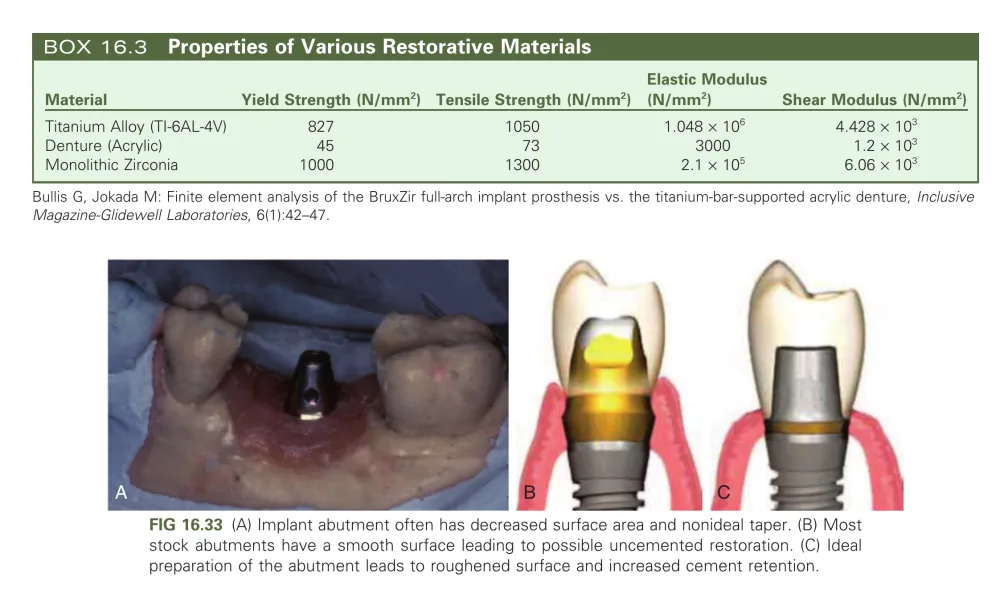 BOX 16.3 Properties of Various Restorative Materials
Elastic Modulus
Material Yield Strength (N/mm²) Tensile Strength (N/mm²) (N/mm²) Shear Modulus (N/mm²)
Titanium Alloy (TI-6AL-4V) 827 1050 1.048 × 10⁶ 4.428 × 10³
Denture (Acrylic) 45 73 3000 1.2 × 10³
Monolithic Zirconia 1000 1300 2.1 × 10⁵ 6.06 × 10³
Bullis G, Jokada M: Finite element analysis of the BruxZir full-arch implant prosthesis vs. the titanium-bar-supported acrylic denture, Inclusive
Magazine-Glidewell Laboratories, 6(1):42–47.
A B C
FIG 16.33 (A) Implant abutment often has decreased surface area and nonideal taper. (B) Most
stock abutments have a smooth surface leading to possible uncemented restoration. (C) Ideal
preparation of the abutment leads to roughened surface and increased cement retention.